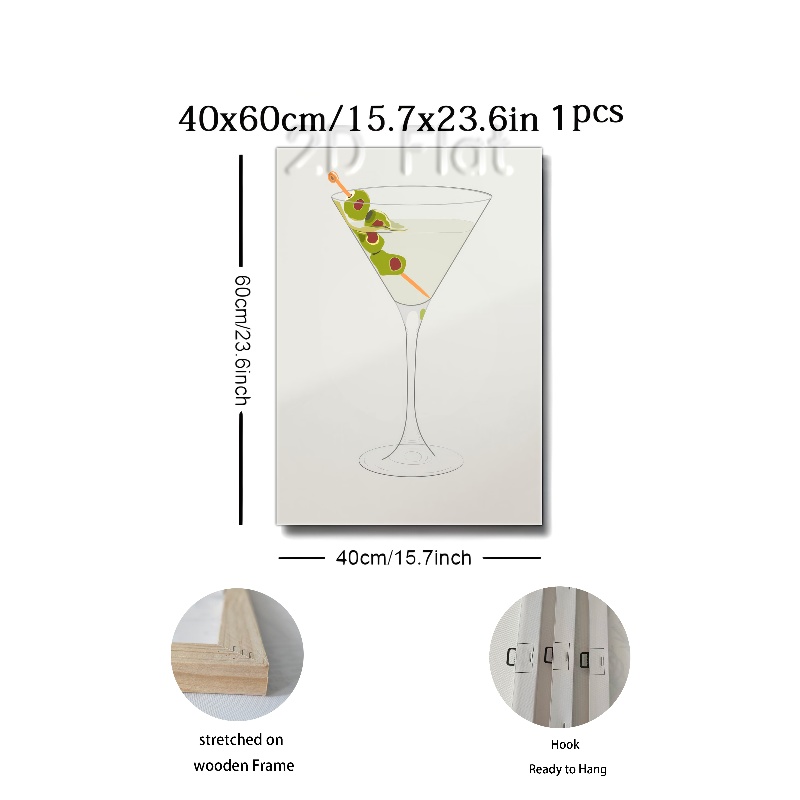 40x60cm/15.7x23.6in 1pcs
2D Flat
60cm/23.6inch
40cm/15.7inch
stretched on
wooden Frame
Hook
Ready to Hang